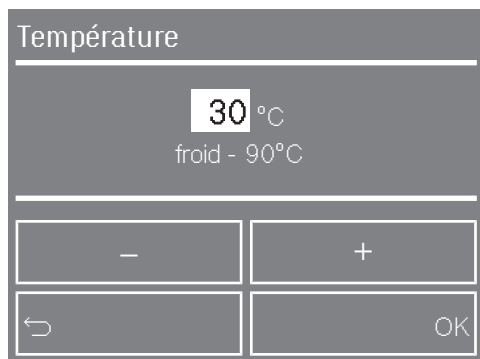 Température
30 °C
froid - 90°C
– +
OK